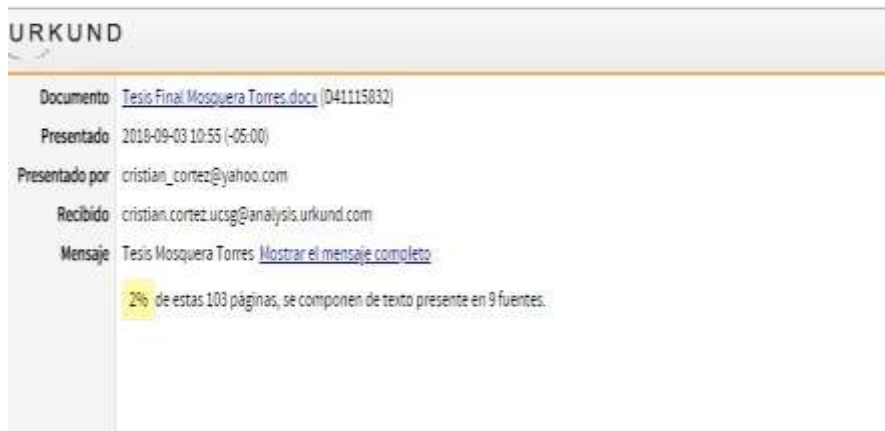 URKUND
Documento Tesis Final Mosquera Torres.docx (D41115832)
Presentado 2018-09-03 10:55 (-05:00)
Presentado por cristian_cortez@yahoo.com
Recibido cristian.cortez.ucsg@analysis.urkund.com
Mensaje Tesis Mosquera Torres Mostrar el mensaje completo
2% de estas 103 páginas, se componen de texto presente en 9 fuentes.